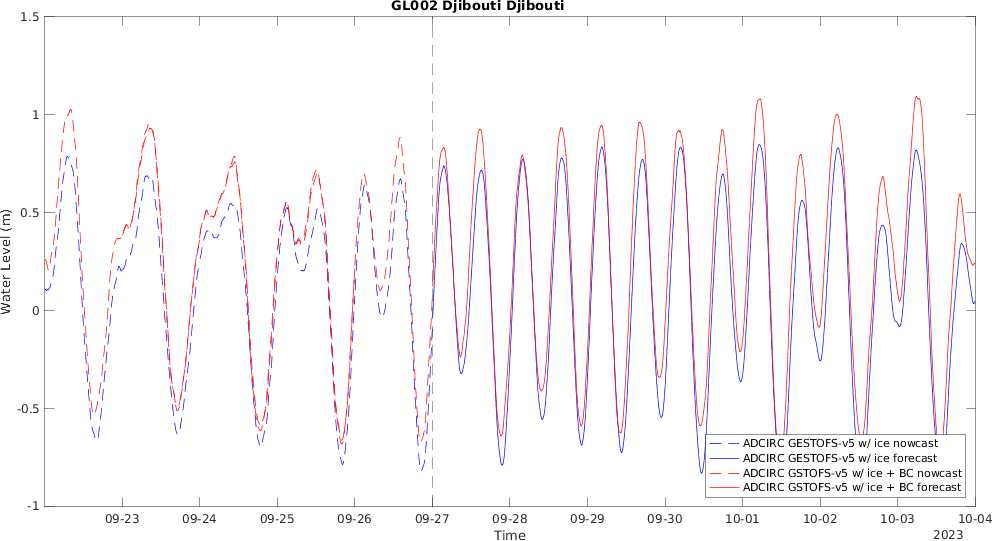 GL002 Djibouti Djibouti
1.5
1
0.5
0
-0.5
-1
Water Level (m)
09-23 09-24 09-25 09-26 09-27 09-28 09-29 09-30 10-01 10-02 10-03 10-04
Time
2023
ADCIRC GESTOFS-v5 w/ ice nowcast
ADCIRC GESTOFS-v5 w/ ice forecast
ADCIRC GSTOFS-v5 w/ ice + BC nowcast
ADCIRC GSTOFS-v5 w/ ice + BC forecast